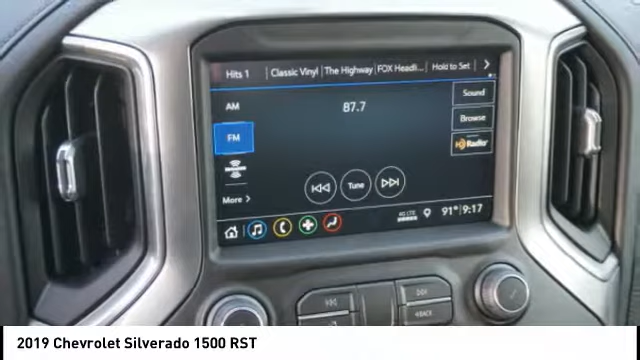 Hits 1 Classic Vinyl The Highway FOX Headli... Hold to Set
AM 87.7 Sound
FM Browse
HD Radio
Tune
More
4G LTE 91° 9:17
BACK
2019 Chevrolet Silverado 1500 RST